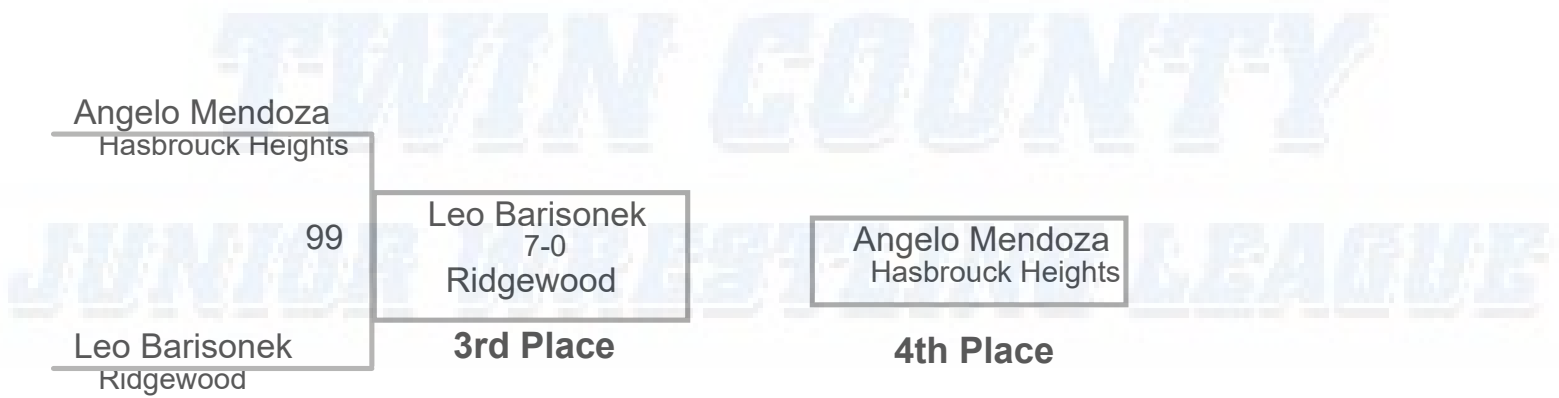 TWIN COUNTY
JUNIOR WRESTLING LEAGUE
Angelo Mendoza
Hasbrouck Heights
99
Leo Barisonek
7-0
Ridgewood
3rd Place
Angelo Mendoza
Hasbrouck Heights
4th Place
Leo Barisonek
Ridgewood